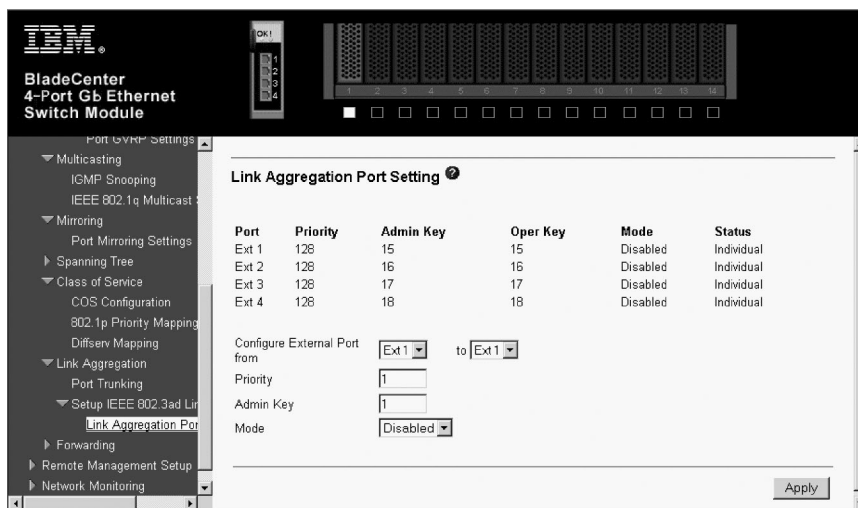 IBM®
OK!
1
2
3
4
1 2 3 4 5 6 7 8 9 10 11 12 13 14
BladeCenter
4-Port Gb Ethernet
Switch Module
Port GVRP Settings
Multicasting
IGMP Snooping
IEEE 802.1q Multicast
Mirroring
Port Mirroring Settings
Spanning Tree
Class of Service
COS Configuration
802.1p Priority Mapping
Diffserv Mapping
Link Aggregation
Port Trunking
Setup IEEE 802.3ad Lin
Link Aggregation Por
Forwarding
Remote Management Setup
Network Monitoring
Link Aggregation Port Setting ?
Port Priority Admin Key Oper Key Mode Status
Ext 1 128 15 15 Disabled Individual
Ext 2 128 16 16 Disabled Individual
Ext 3 128 17 17 Disabled Individual
Ext 4 128 18 18 Disabled Individual
Configure External Port
from Ext 1 to Ext 1
Priority 1
Admin Key 1
Mode Disabled
Apply